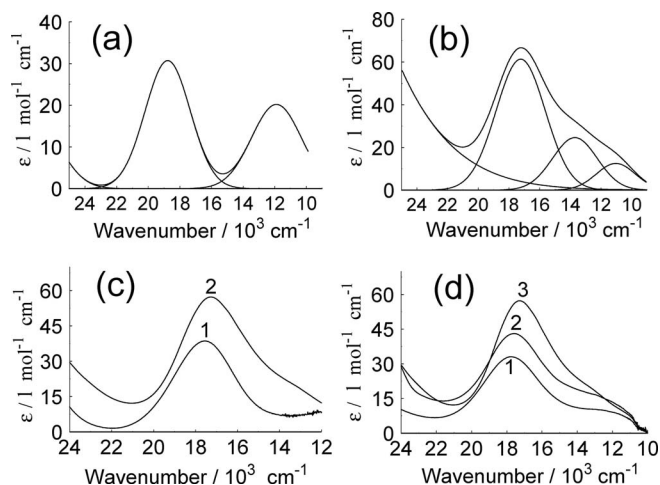 (a)
40
30
20
10
0
ε / l mol⁻¹ cm⁻¹
24 22 20 18 16 14 12 10
Wavenumber / 10³ cm⁻¹
(b)
80
60
40
20
0
24 22 20 18 16 14 12 10
Wavenumber / 10³ cm⁻¹
(c)
60
45
30
15
0
ε / l mol⁻¹ cm⁻¹
2
1
24 22 20 18 16 14 12
Wavenumber / 10³ cm⁻¹
(d)
60
45
30
15
0
ε / l mol⁻¹ cm⁻¹
3
2
1
24 22 20 18 16 14 12 10
Wavenumber / 10³ cm⁻¹